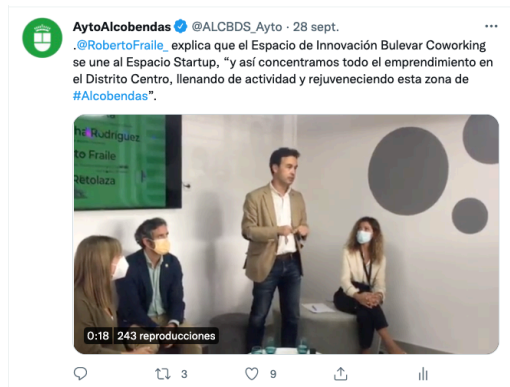 AytoAlcobendas @ALCBDS_Ayto · 28 sept.
.@RobertoFraile_ explica que el Espacio de Innovación Bulevar Coworking
se une al Espacio Startup, “y así concentramos todo el emprendimiento en
el Distrito Centro, llenando de actividad y rejuveneciendo esta zona de
#Alcobendas”.
ha Rodríguez
to Fraile
Retolaza
0:18 243 reproducciones
3 9